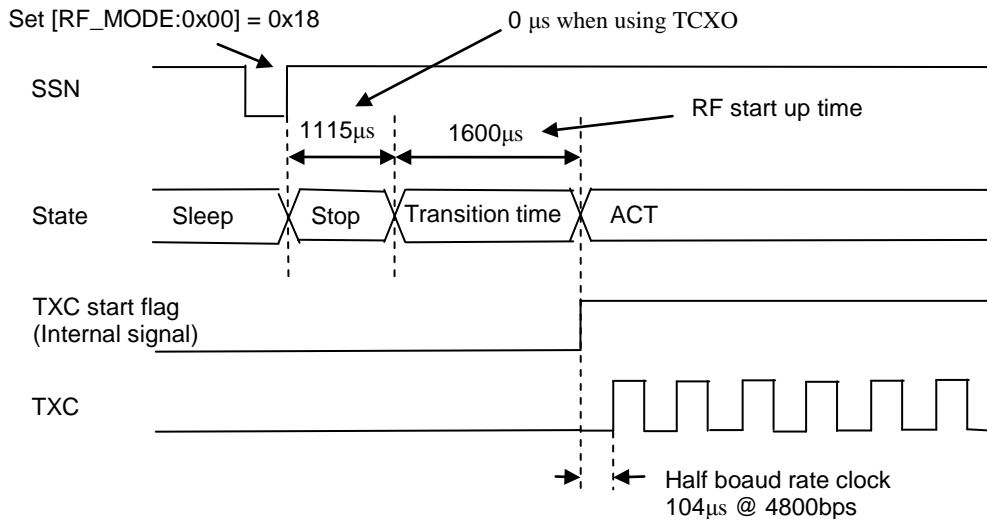 Set [RF_MODE:0x00] = 0x18
0 μs when using TCXO
SSN
RF start up time
1115μs
1600μs
State
Sleep
Stop
Transition time
ACT
TXC start flag
(Internal signal)
TXC
Half boaud rate clock
104μs @ 4800bps